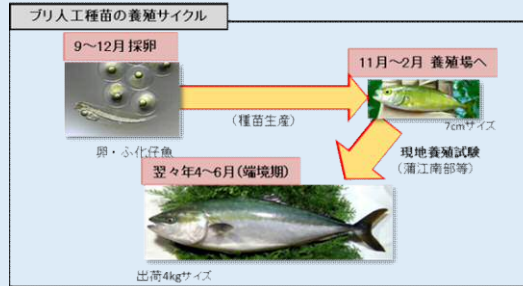 ブリ人工種苗の養殖サイクル
9～12月 採卵
11月～2月 養殖場へ
（種苗生産）
7cmサイズ
卵・ふ化仔魚
現地養殖試験
（蒲江南部等）
翌々年4～6月（端境期）
出荷4kgサイズ